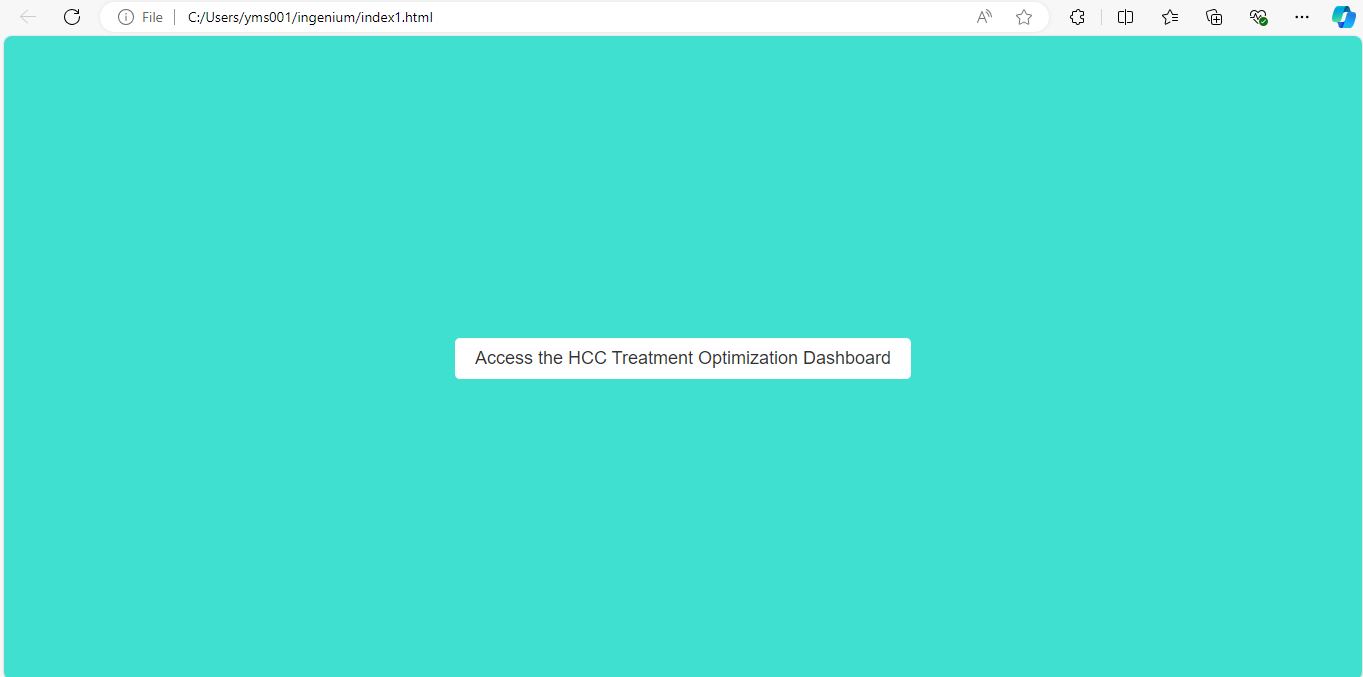 File C:/Users/yms001/ingenium/index1.html
Access the HCC Treatment Optimization Dashboard